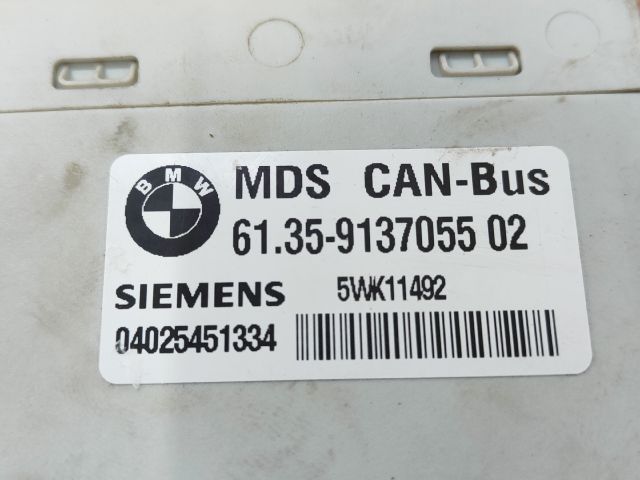 BMW
MDS CAN-Bus
61.35-9137055 02
SIEMENS 5WK11492
04025451334